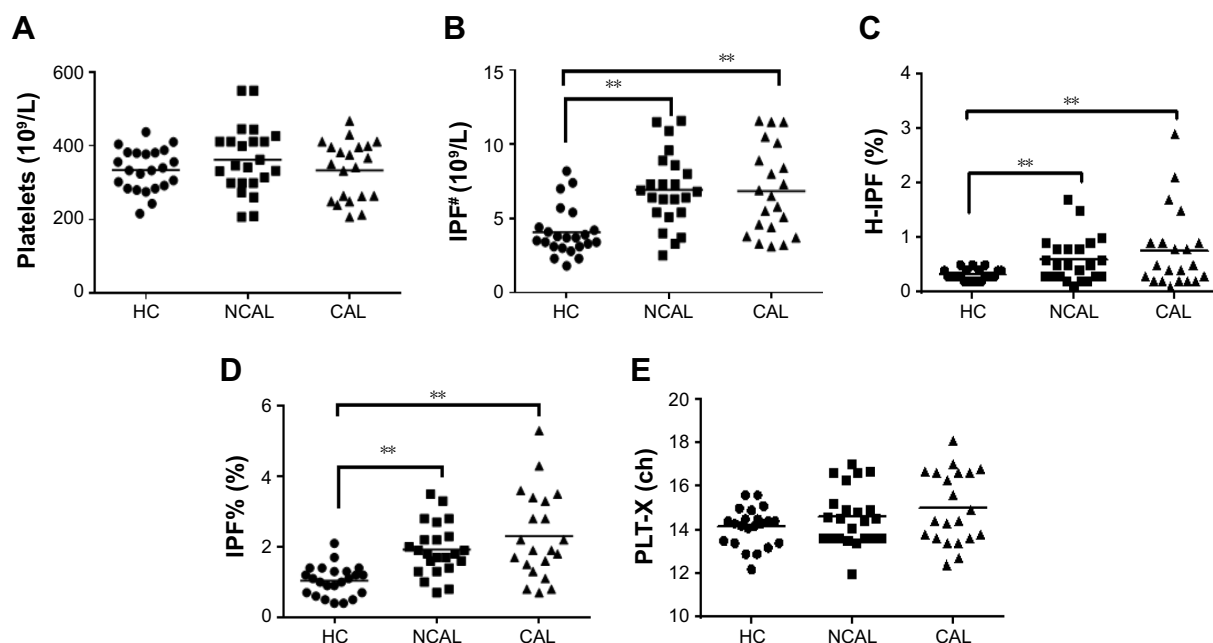 A
Platelets (10⁹/L)
600
400
200
0
HC NCAL CAL
B
IPF# (10⁹/L)
15
10
5
0
**
**
HC NCAL CAL
C
H-IPF (%)
4
3
2
1
0
**
**
HC NCAL CAL
D
IPF% (%)
6
4
2
0
**
**
HC NCAL CAL
E
PLT-X (ch)
20
18
16
14
12
10
HC NCAL CAL